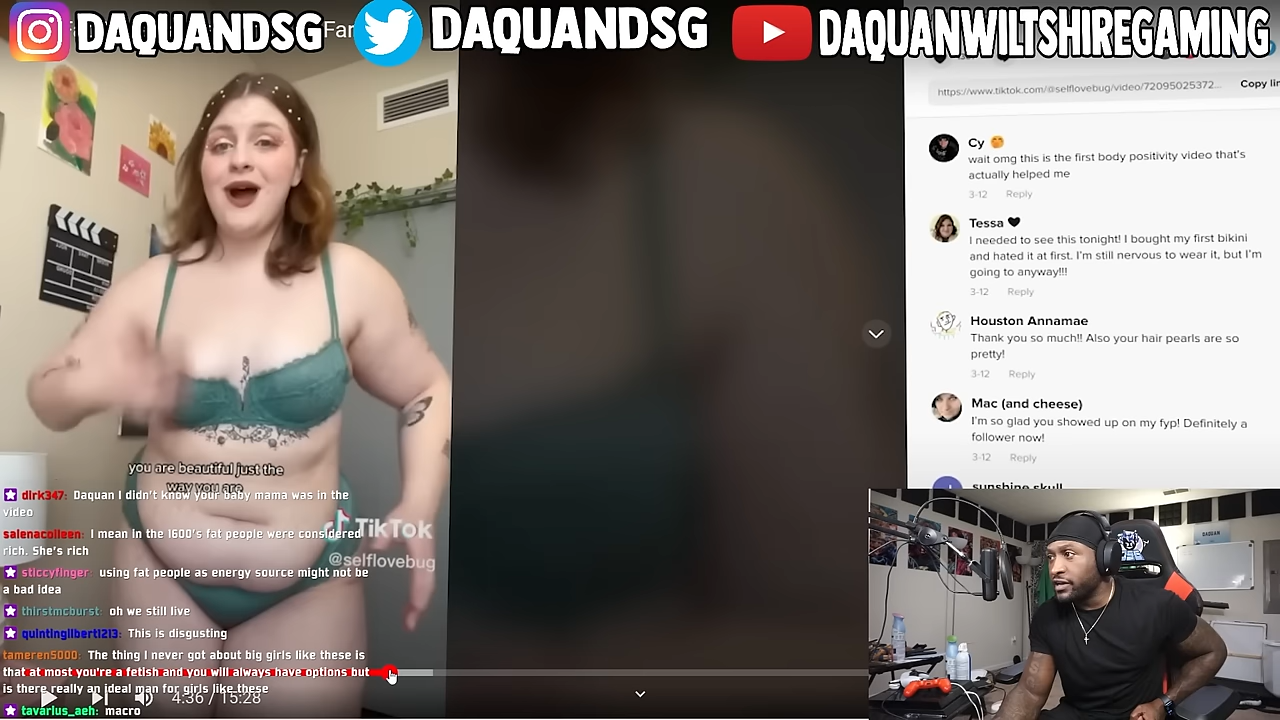 DAQUANDSG
DAQUANDSG
DAQUANWILTSHIREGAMING
https://www.tiktok.com/@selflovebug/video/72095025372...
Copy lin
Cy
wait omg this is the first body positivity video that's
actually helped me
3-12 Reply
Tessa
I needed to see this tonight! I bought my first bikini
and hated it at first. I'm still nervous to wear it, but I'm
going to anyway!!!
3-12 Reply
Houston Annamae
Thank you so much!! Also your hair pearls are so
pretty!
3-12 Reply
Mac (and cheese)
I'm so glad you showed up on my fyp! Definitely a
follower now!
3-12 Reply
sunshine skull
you are beautiful just the
way you are
TikTok
@selflovebug
dirk347: Daquan I didn't know your baby mama was in the
video
salenacolleen: I mean in the 1600's fat people were considered
rich. She's rich
sticcyfinger: using fat people as energy source might not be
a bad idea
thirstmcburst: oh we still live
quintingilbert1213: This is disgusting
tameren5000: The thing I never got about big girls like these is
that at most you're a fetish and you will always have options but
is there really an ideal man for girls like these
tavarius_aeh: macro
4:36 / 15:28